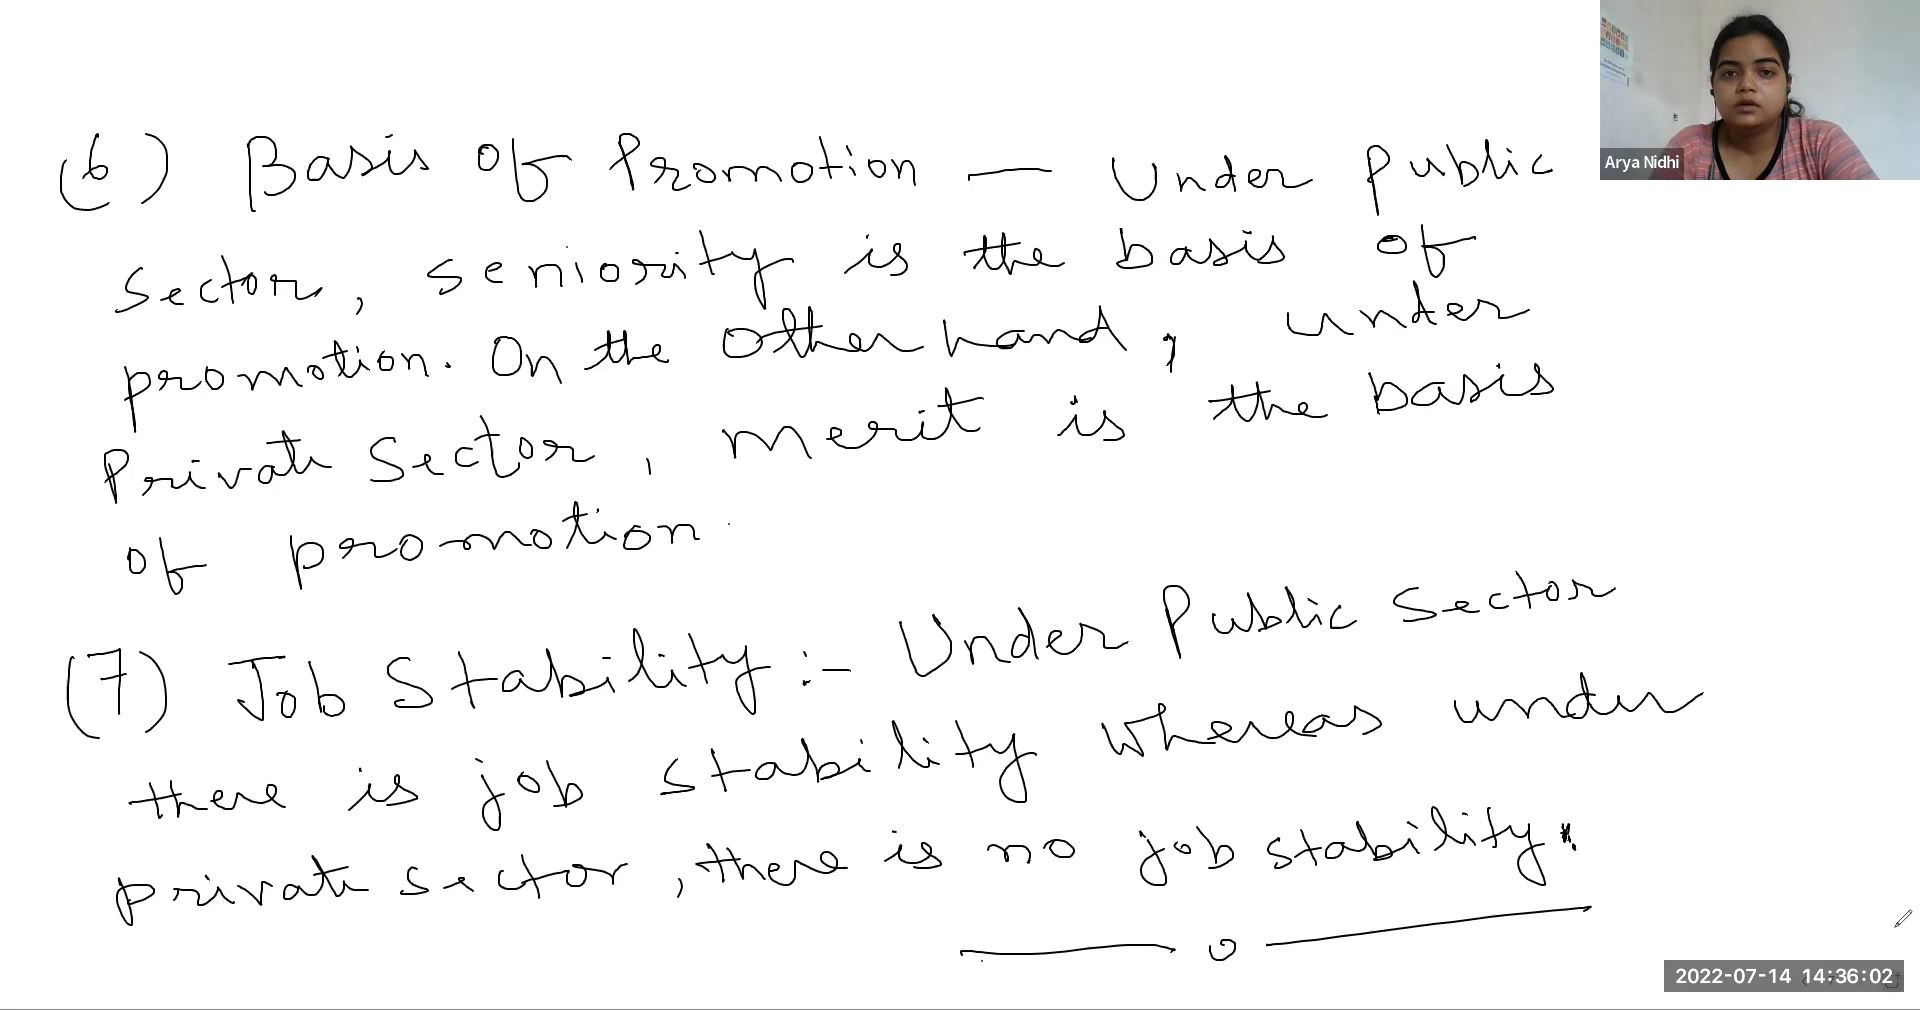 (6) Basis of Promotion — Under Public
Sector, seniority is the basis of
promotion. On the other hand, under
Private Sector, merit is the basis
of promotion
(7) Job Stability :- Under Public Sector
there is job stability whereas under
private sector, there is no job stability.
Arya Nidhi
2022-07-14 14:36:02